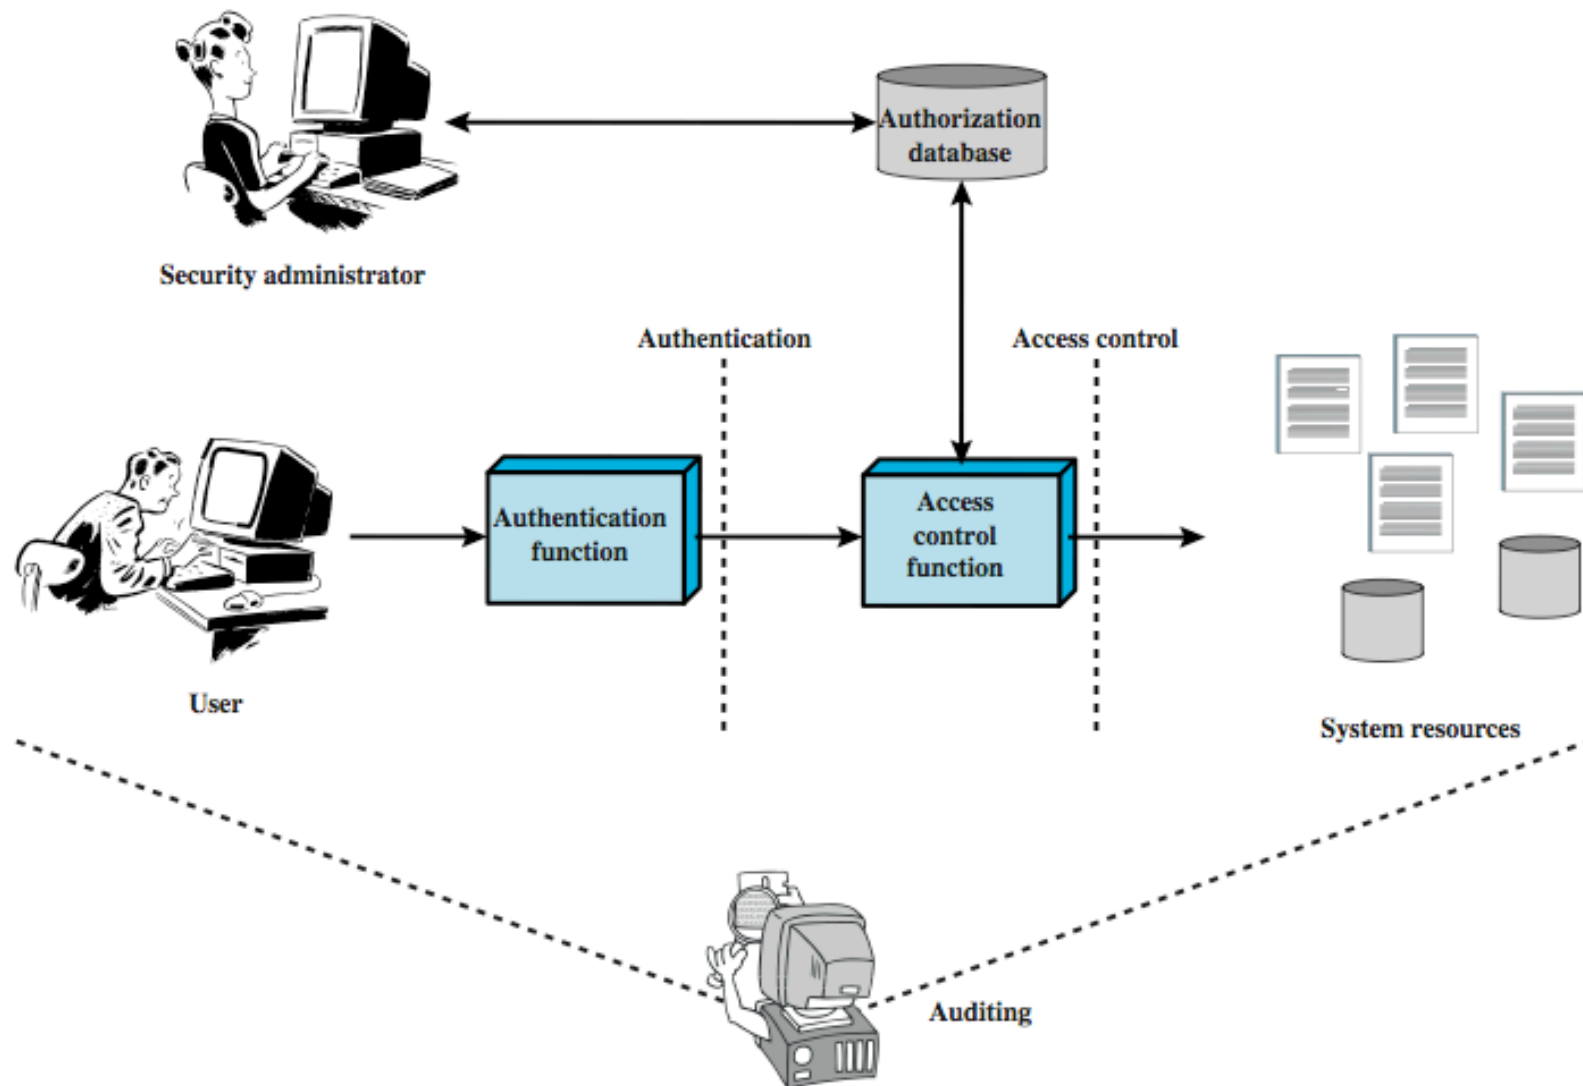 Authorization
database
Security administrator
Authentication
Access control
Authentication
function
Access
control
function
User
System resources
Auditing